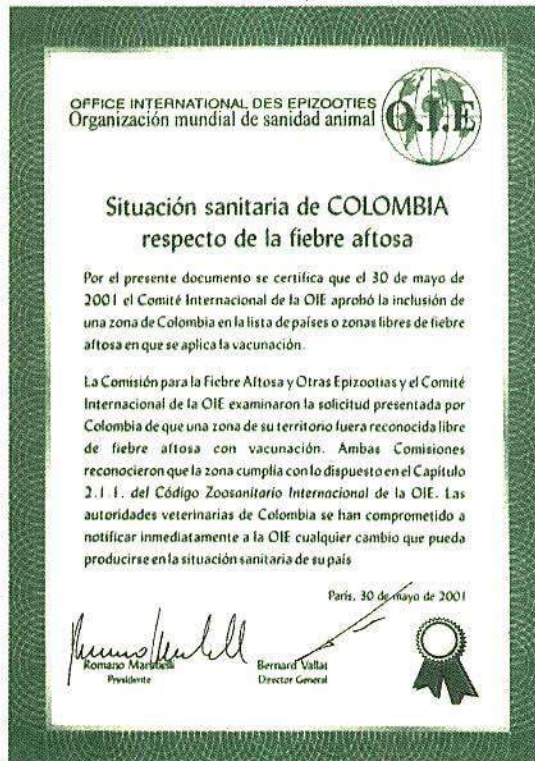 OFFICE INTERNATIONAL DES EPIZOOTIES
Organización mundial de sanidad animal
O.I.E
Situación sanitaria de COLOMBIA
respecto de la fiebre aftosa
Por el presente documento se certifica que el 30 de mayo de
2001 el Comité Internacional de la OIE aprobó la inclusión de
una zona de Colombia en la lista de países o zonas libres de fiebre
aftosa en que se aplica la vacunación.
La Comisión para la Fiebre Aftosa y Otras Epizootias y el Comité
Internacional de la OIE examinaron la solicitud presentada por
Colombia de que una zona de su territorio fuera reconocida libre
de fiebre aftosa con vacunación. Ambas Comisiones
reconocieron que la zona cumplía con lo dispuesto en el Capítulo
2.1.1. del Código Zoosanitario Internacional de la OIE. Las
autoridades veterinarias de Colombia se han comprometido a
notificar inmediatamente a la OIE cualquier cambio que pueda
producirse en la situación sanitaria de su país
París, 30 de mayo de 2001
Romano Marabelli
Presidente
Bernard Vallat
Director General